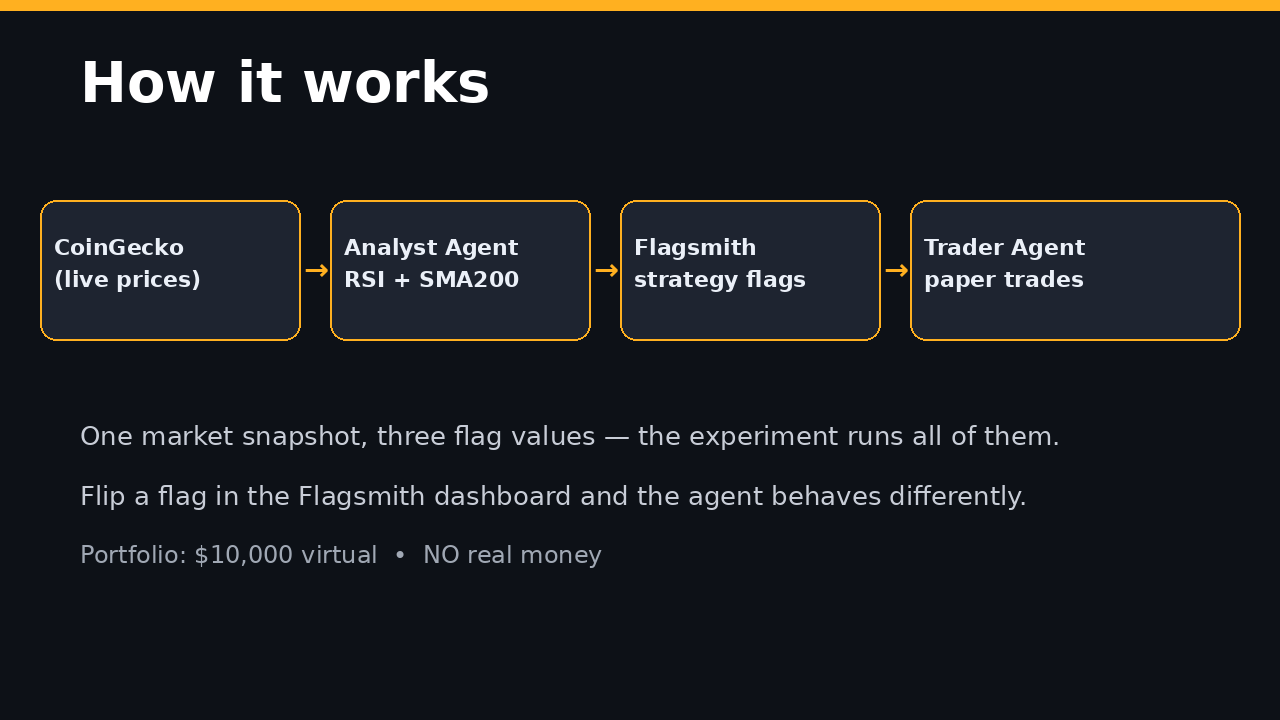 How it works
CoinGecko
(live prices)
→
Analyst Agent
RSI + SMA200
→
Flagsmith
strategy flags
→
Trader Agent
paper trades
One market snapshot, three flag values — the experiment runs all of them.
Flip a flag in the Flagsmith dashboard and the agent behaves differently.
Portfolio: $10,000 virtual • NO real money